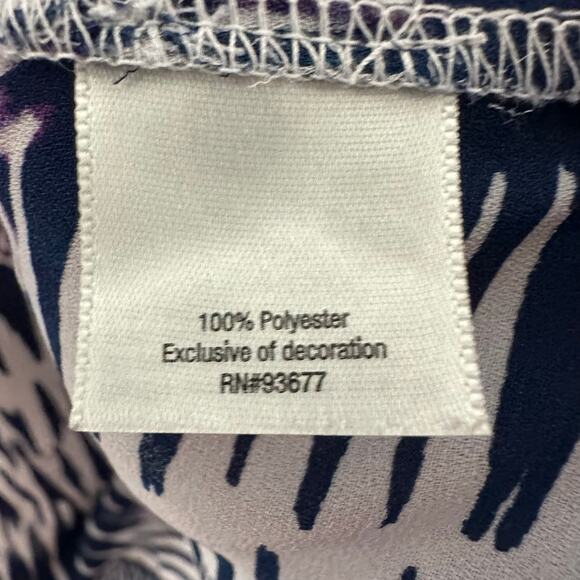 100% Polyester
Exclusive of decoration
RN#93677